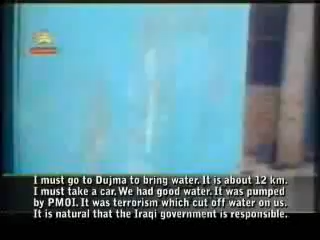 I must go to Dujma to bring water. It is about 12 km.
I must take a car. We had good water. It was pumped
by PMOI. It was terrorism which cut off water on us.
It is natural that the Iraqi government is responsible.